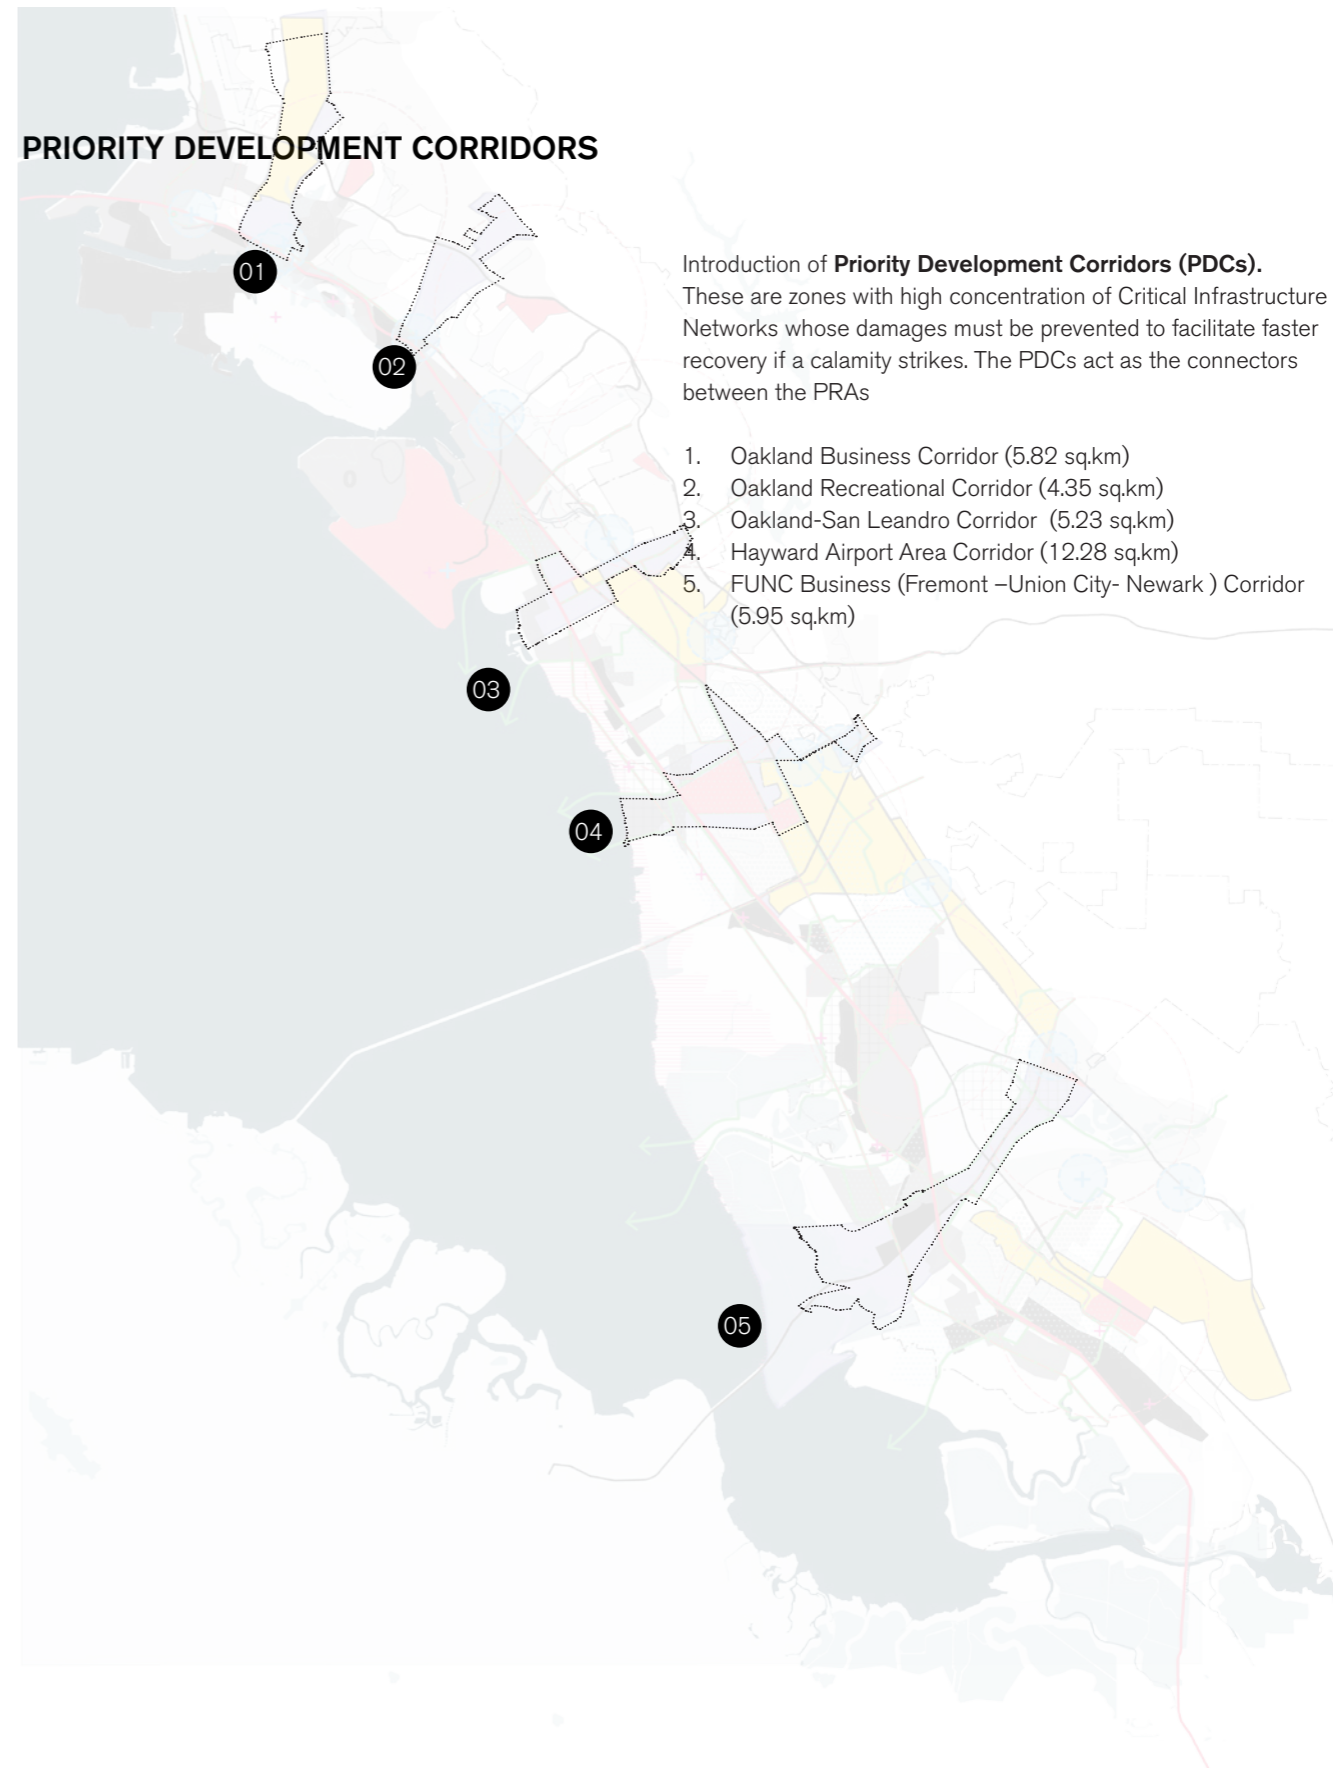 PRIORITY DEVELOPMENT CORRIDORS
Introduction of Priority Development Corridors (PDCs).
These are zones with high concentration of Critical Infrastructure
Networks whose damages must be prevented to facilitate faster
recovery if a calamity strikes. The PDCs act as the connectors
between the PRAs
1. Oakland Business Corridor (5.82 sq.km)
2. Oakland Recreational Corridor (4.35 sq.km)
3. Oakland-San Leandro Corridor (5.23 sq.km)
4. Hayward Airport Area Corridor (12.28 sq.km)
5. FUNC Business (Fremont –Union City- Newark ) Corridor
(5.95 sq.km)
01
02
03
04
05